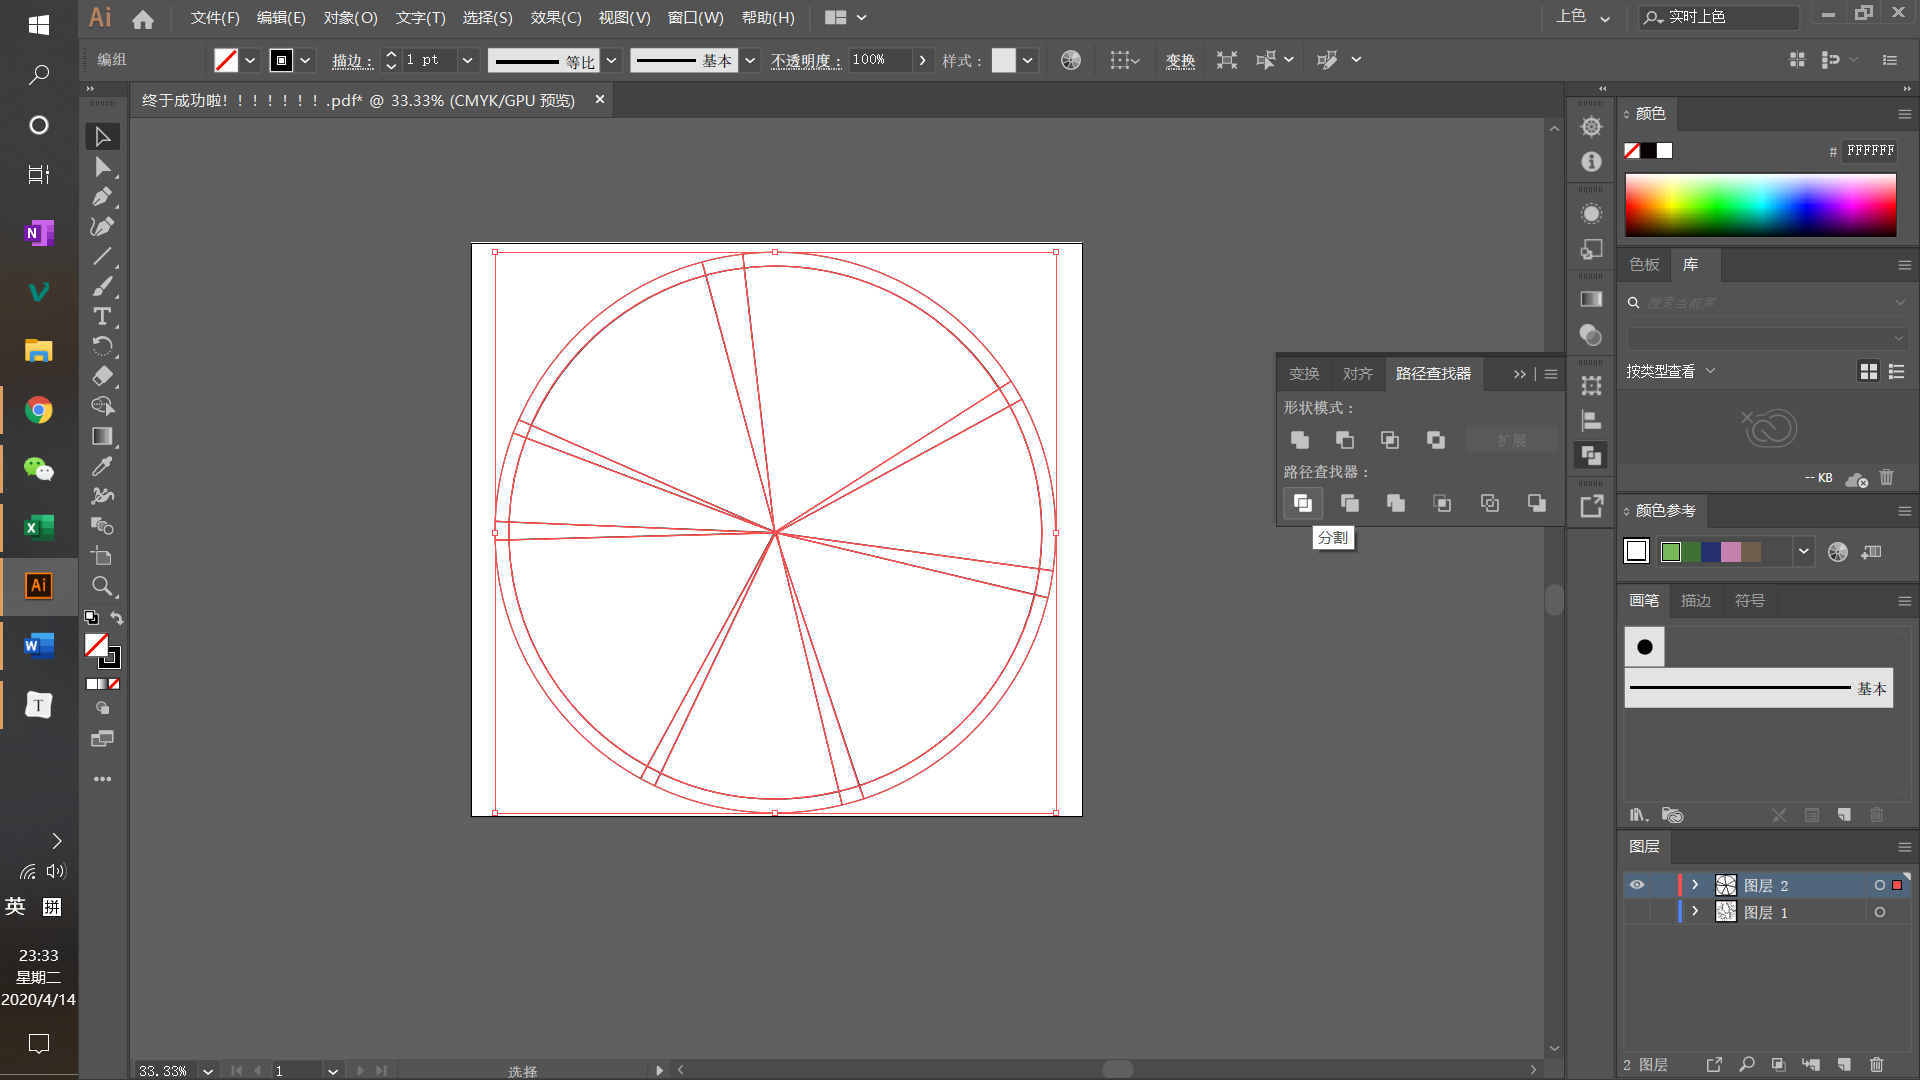 Ai
文件(F) 编辑(E) 对象(O) 文字(T) 选择(S) 效果(C) 视图(V) 窗口(W) 帮助(H)
上色
实时上色
编组
描边：
1 pt
等比
基本
不透明度：
100%
样式：
变换
终于成功啦！！！！！！！.pdf* @ 33.33% (CMYK/GPU 预览)
颜色
# FFFFFF
色板 库
搜索当前库
按类型查看
-- KB
变换 对齐 路径查找器
形状模式：
扩展
路径查找器：
分割
颜色参考
画笔 描边 符号
基本
图层
图层 2
图层 1
2 图层
33.33%
1
选择
N
X
Ai
W
T
英 拼
23:33
星期二
2020/4/14